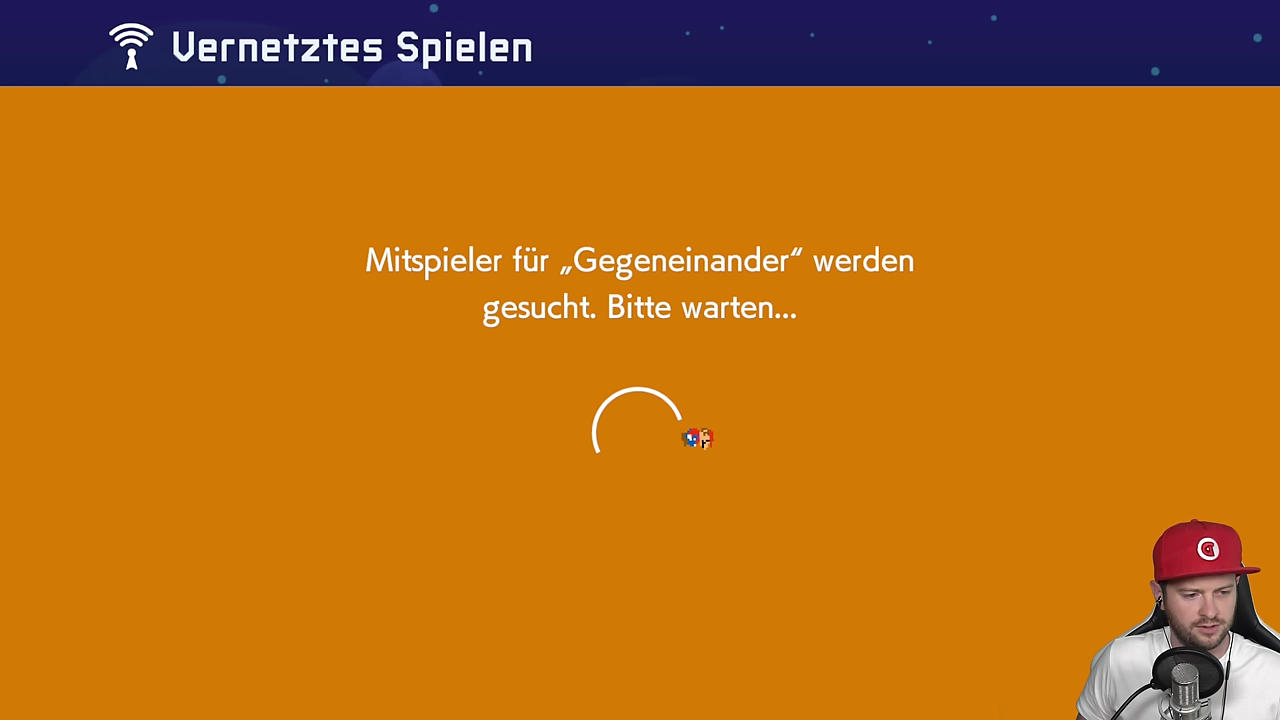 Vernetztes Spielen
Mitspieler für „Gegeneinander“ werden
gesucht. Bitte warten...